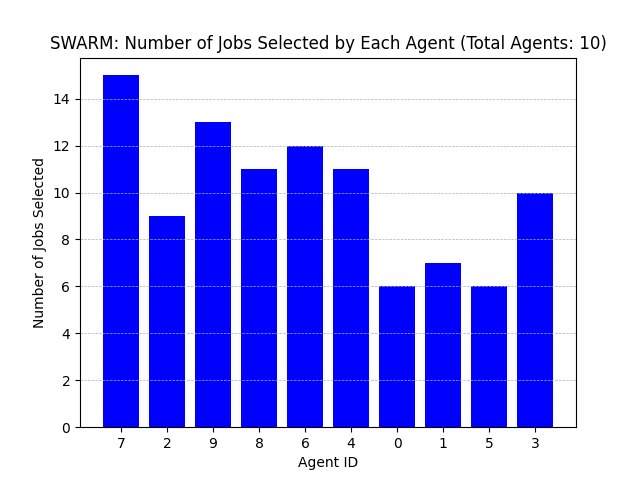 SWARM: Number of Jobs Selected by Each Agent (Total Agents: 10)
Number of Jobs Selected
14
12
10
8
6
4
2
0
7 2 9 8 6 4 0 1 5 3
Agent ID